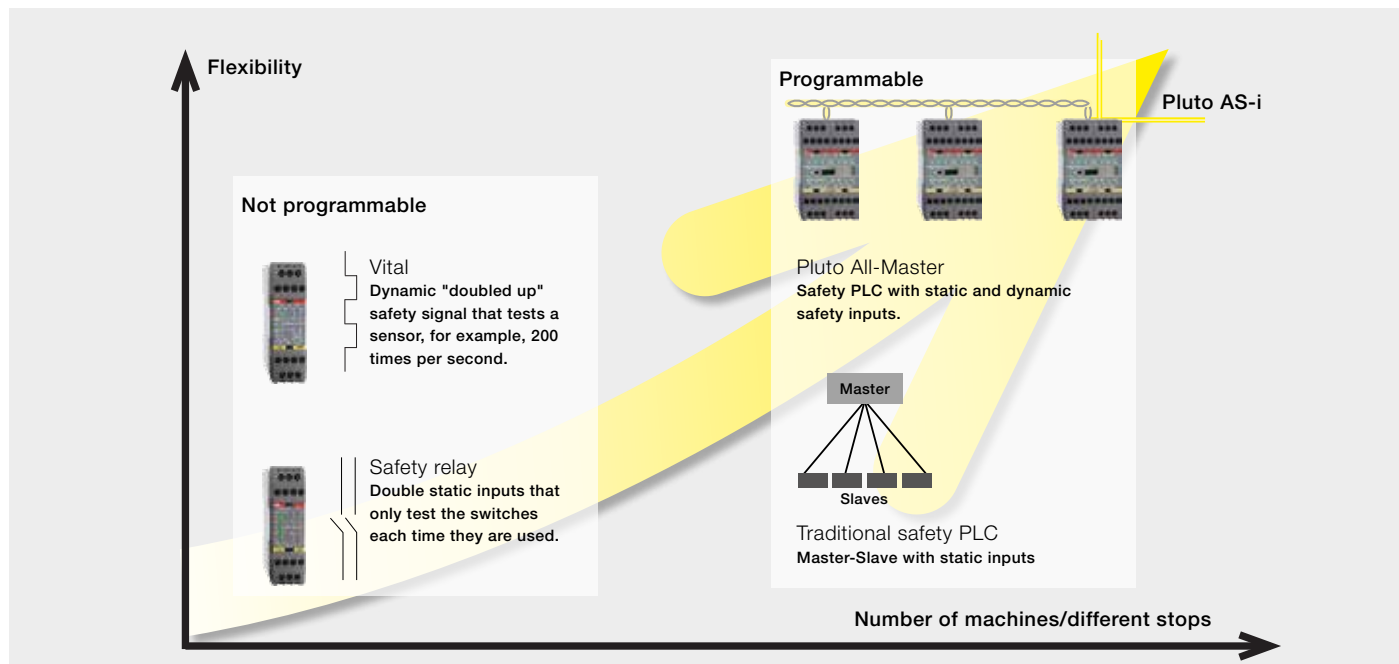 Flexibility
Not programmable
Vital
Dynamic "doubled up"
safety signal that tests a
sensor, for example, 200
times per second.
Safety relay
Double static inputs that
only test the switches
each time they are used.
Programmable
Pluto AS-i
Pluto All-Master
Safety PLC with static and dynamic
safety inputs.
Master
Slaves
Traditional safety PLC
Master-Slave with static inputs
Number of machines/different stops